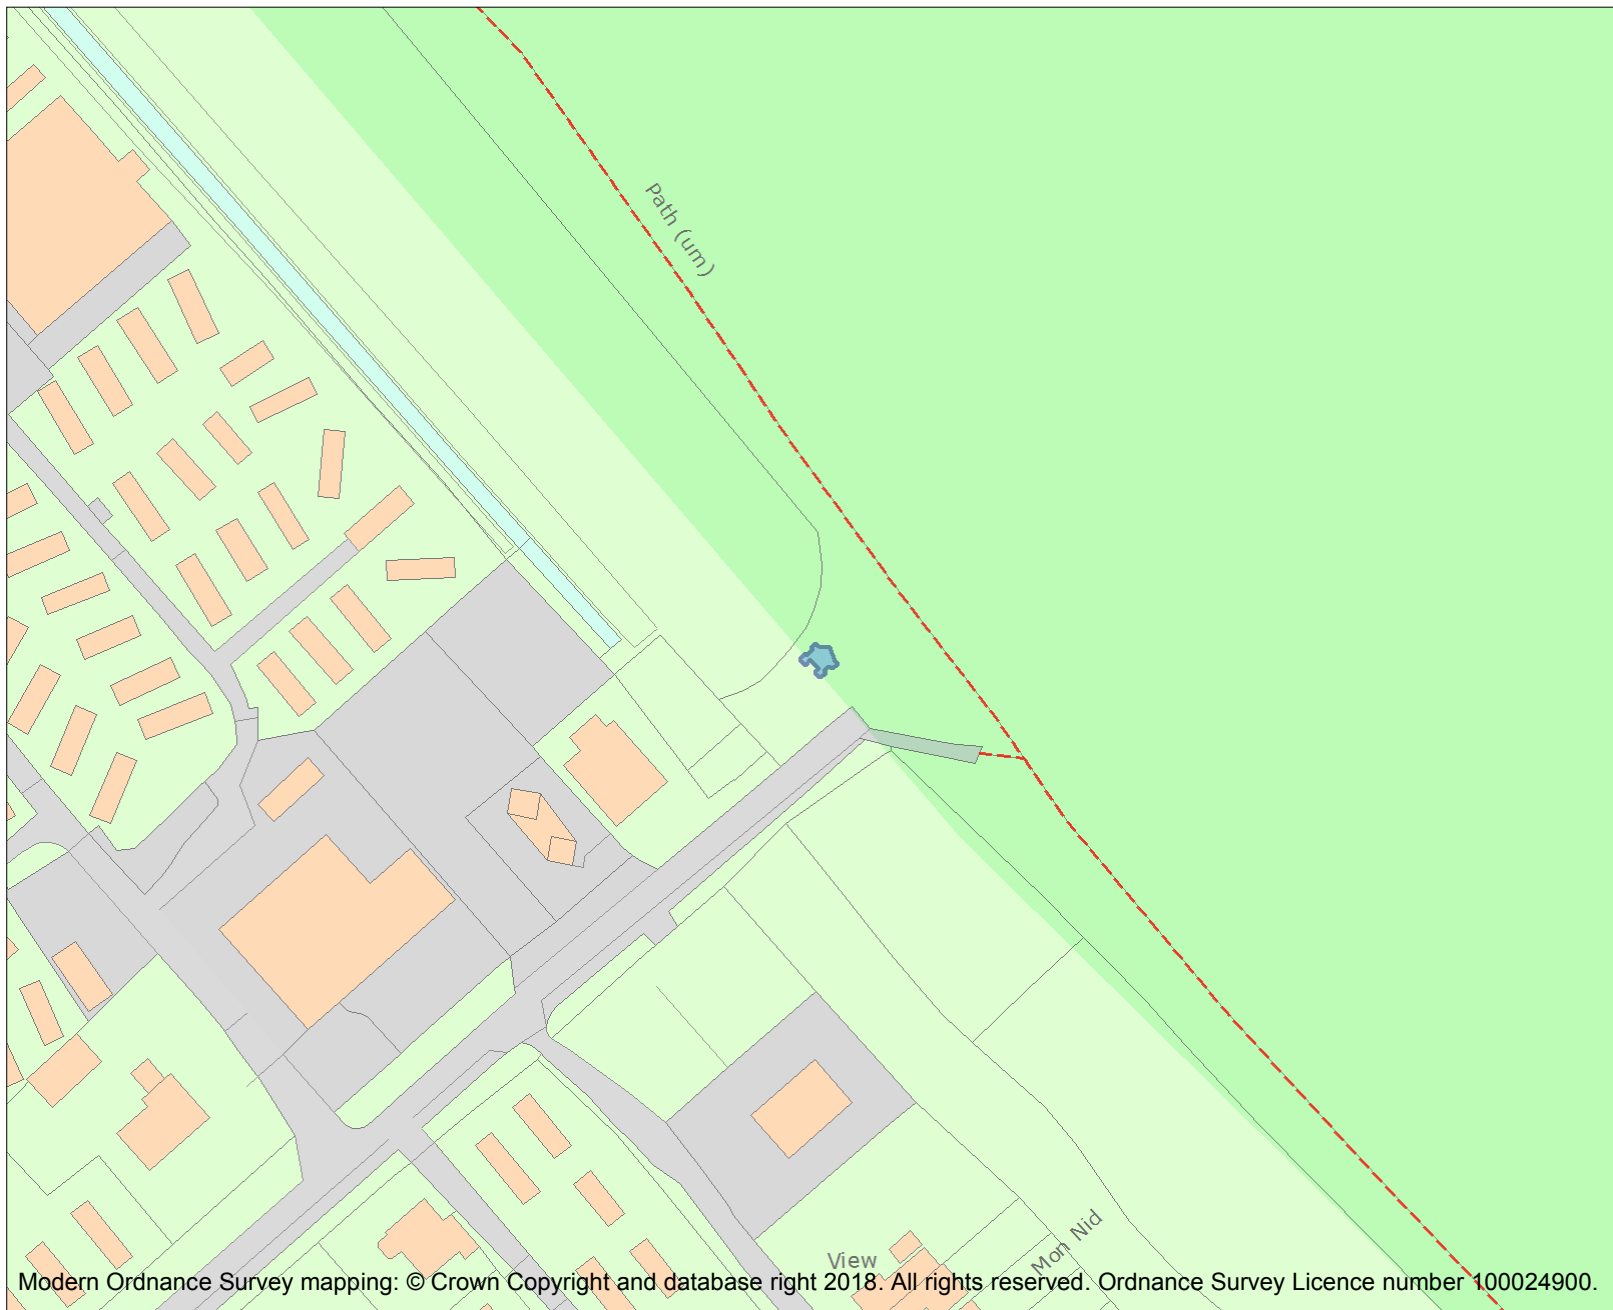 Path (um)
View
Mon Nid
Modern Ordnance Survey mapping: © Crown Copyright and database right 2018. All rights reserved. Ordnance Survey Licence number 100024900.